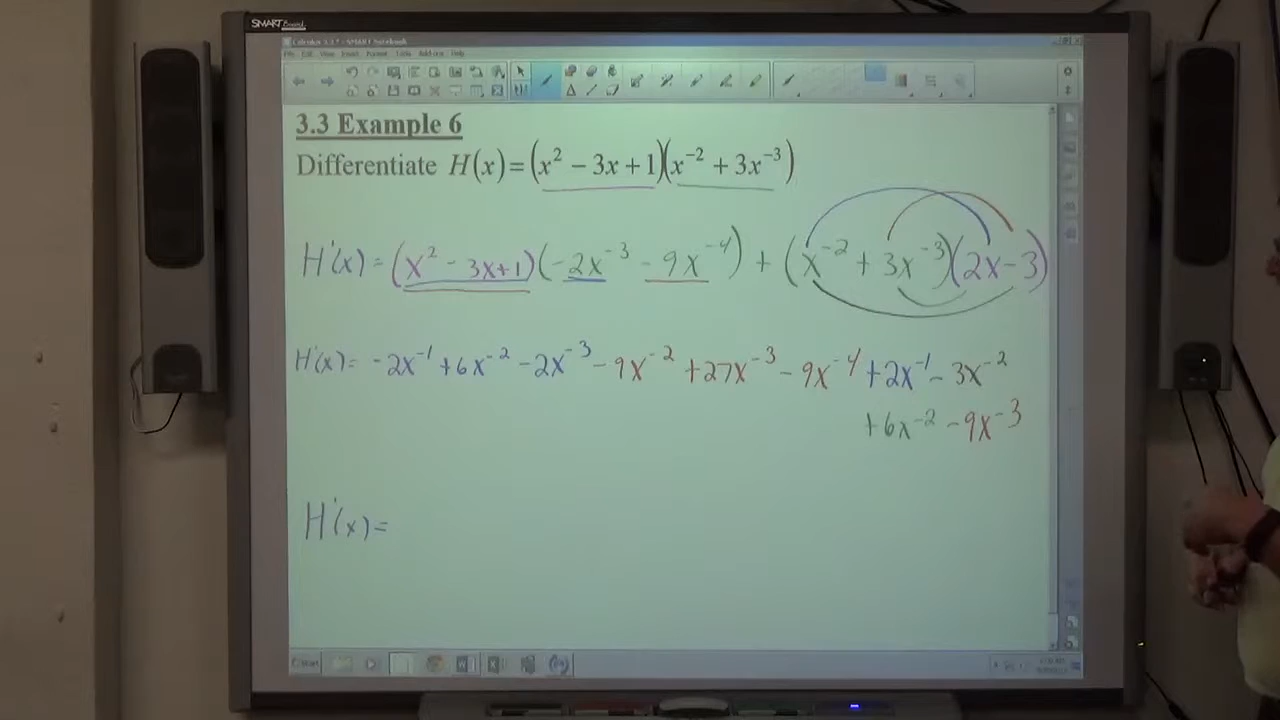 SMART Board
3.3 Example 6
Differentiate H(x) = (x² − 3x + 1)(x⁻² + 3x⁻³)
H'(x) = (x² - 3x+1)(-2x⁻³ - 9x⁻⁴) + (x⁻² + 3x⁻³)(2x - 3)
H'(x) = -2x⁻¹ + 6x⁻² - 2x⁻³ - 9x⁻² + 27x⁻³ - 9x⁻⁴ + 2x⁻¹ - 3x⁻²
+ 6x⁻² - 9x⁻³
H'(x) =